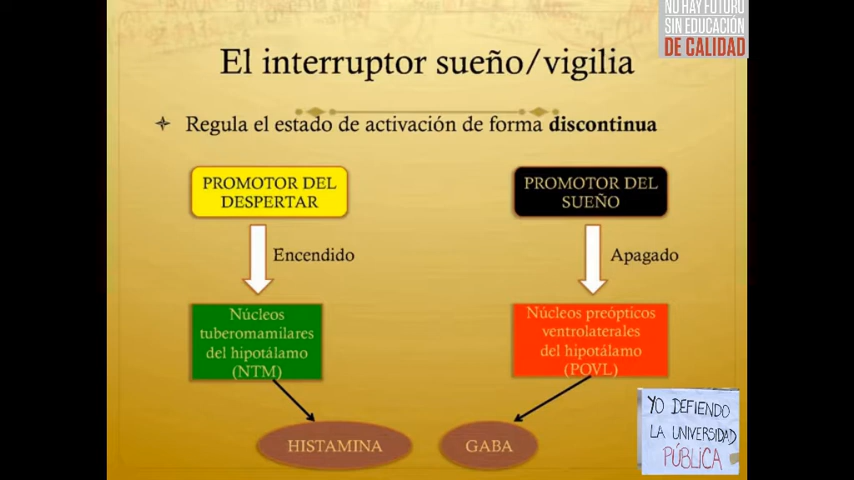 NO HAY FUTURO
SIN EDUCACIÓN
DE CALIDAD
El interruptor sueño/vigilia
Regula el estado de activación de forma discontinua
PROMOTOR DEL
DESPERTAR
PROMOTOR DEL
SUEÑO
Encendido
Apagado
Núcleos
tuberomamilares
del hipotálamo
(NTM)
Núcleos preópticos
ventrolaterales
del hipotálamo
(POVL)
HISTAMINA
GABA
YO DEFIENDO
LA UNIVERSIDAD
PÚBLICA